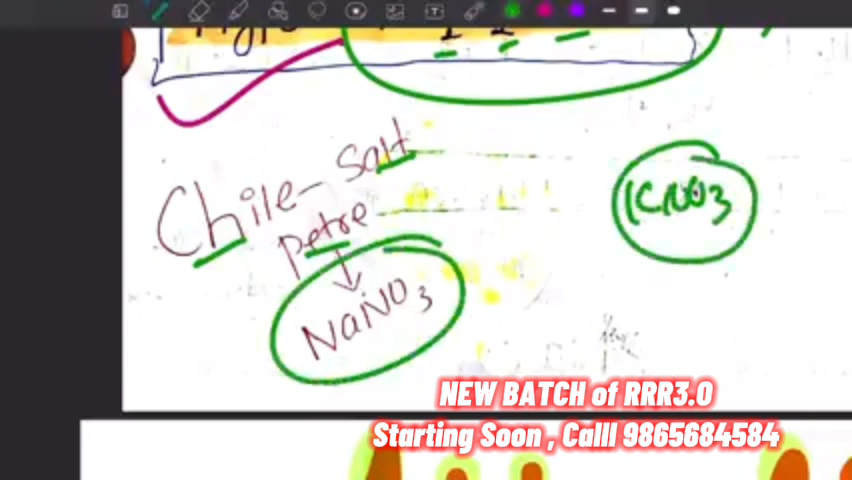 Chile-Salt
petre
NaNO3
KNO3
NEW BATCH of RRR3.0
Starting Soon , Calll 9865684584